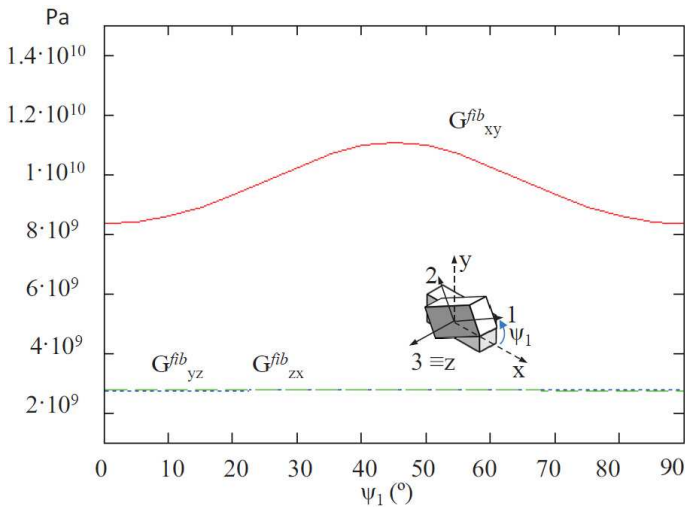 Pa
1.4·10¹⁰
1.2·10¹⁰
G^fib_xy
1·10¹⁰
8·10⁹
2
y
6·10⁹
1
ψ₁
3 ≡z
x
4·10⁹
G^fib_yz G^fib_zx
2·10⁹
0 10 20 30 40 50 60 70 80 90
ψ₁ (º)